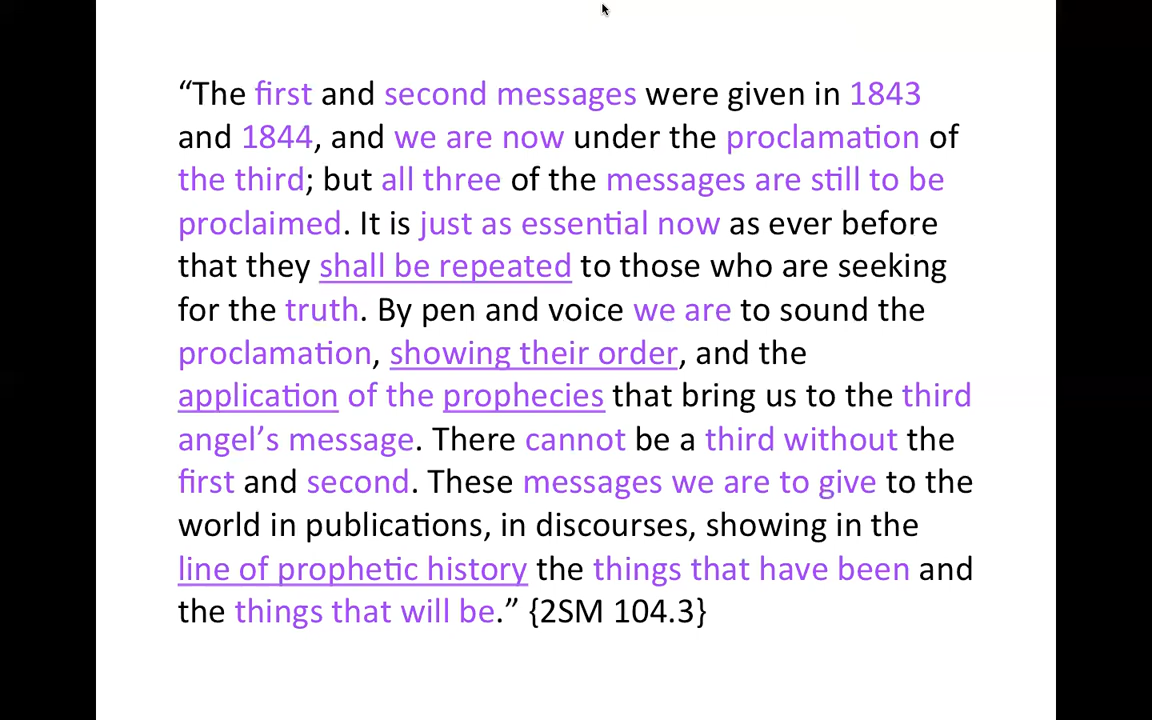 “The first and second messages were given in 1843
and 1844, and we are now under the proclamation of
the third; but all three of the messages are still to be
proclaimed. It is just as essential now as ever before
that they shall be repeated to those who are seeking
for the truth. By pen and voice we are to sound the
proclamation, showing their order, and the
application of the prophecies that bring us to the third
angel’s message. There cannot be a third without the
first and second. These messages we are to give to the
world in publications, in discourses, showing in the
line of prophetic history the things that have been and
the things that will be.” {2SM 104.3}